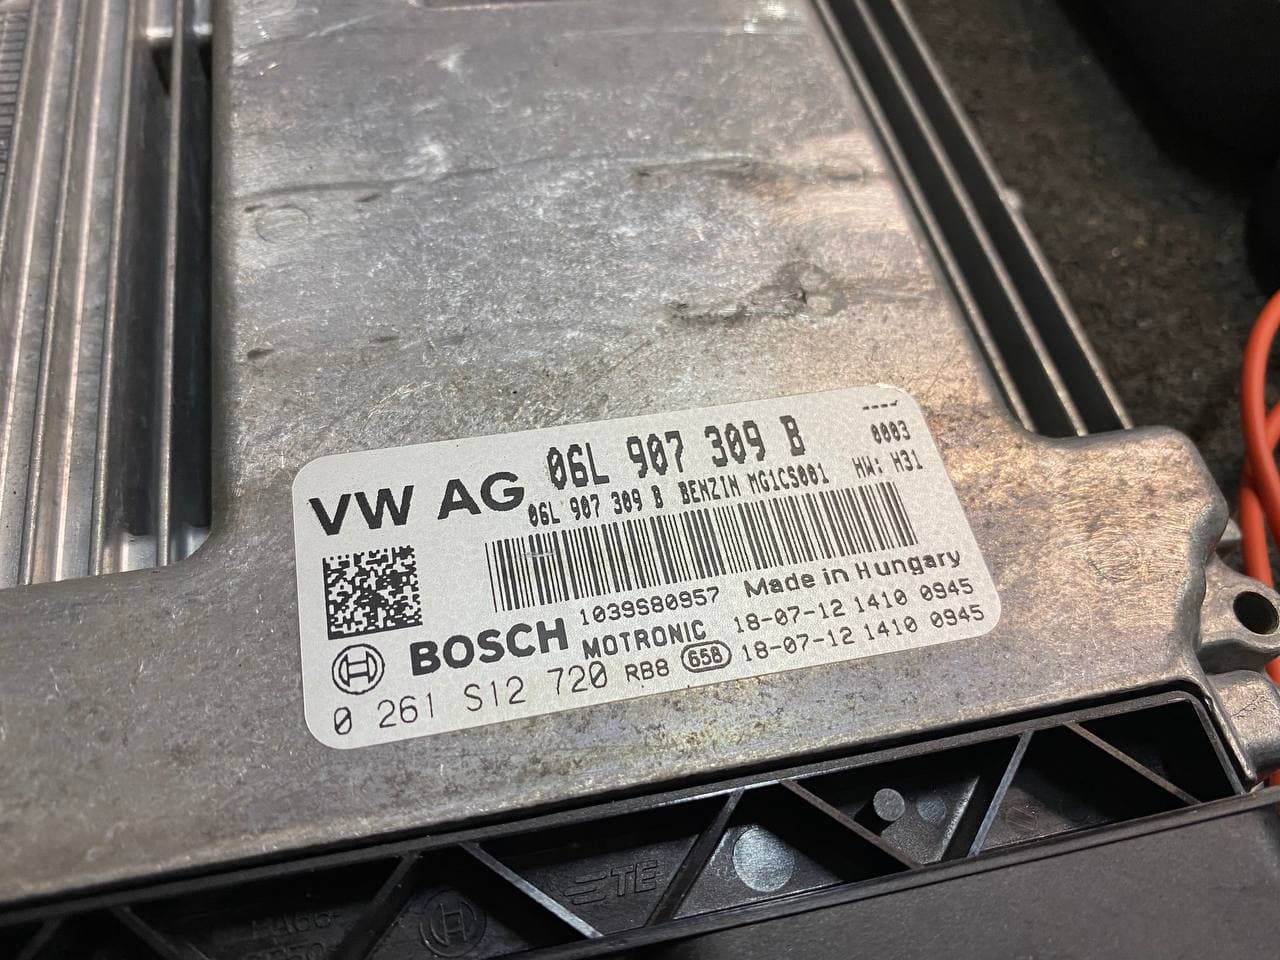 ----
VW AG 06L 907 309 B 0003
06L 907 309 B BENZIN MG1CS001 HW: H31
1039S80957 Made in Hungary
BOSCH MOTRONIC 18-07-12 1410 0945
0 261 S12 720 RB8 658 18-07-12 1410 0945
TE